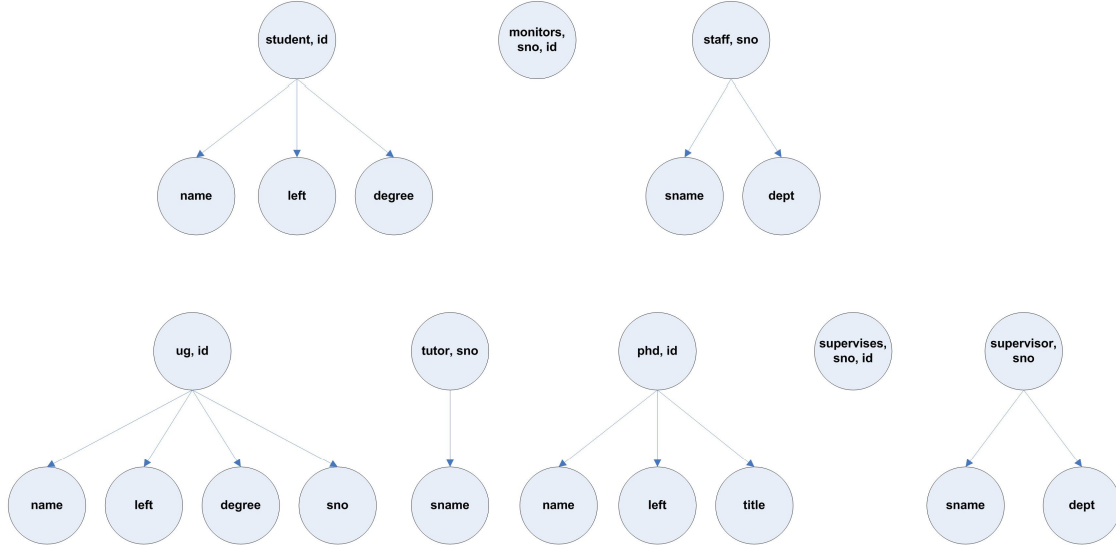 student, id
monitors,
sno, id
staff, sno
name
left
degree
sname
dept
ug, id
tutor, sno
phd, id
supervises,
sno, id
supervisor,
sno
name
left
degree
sno
sname
name
left
title
sname
dept